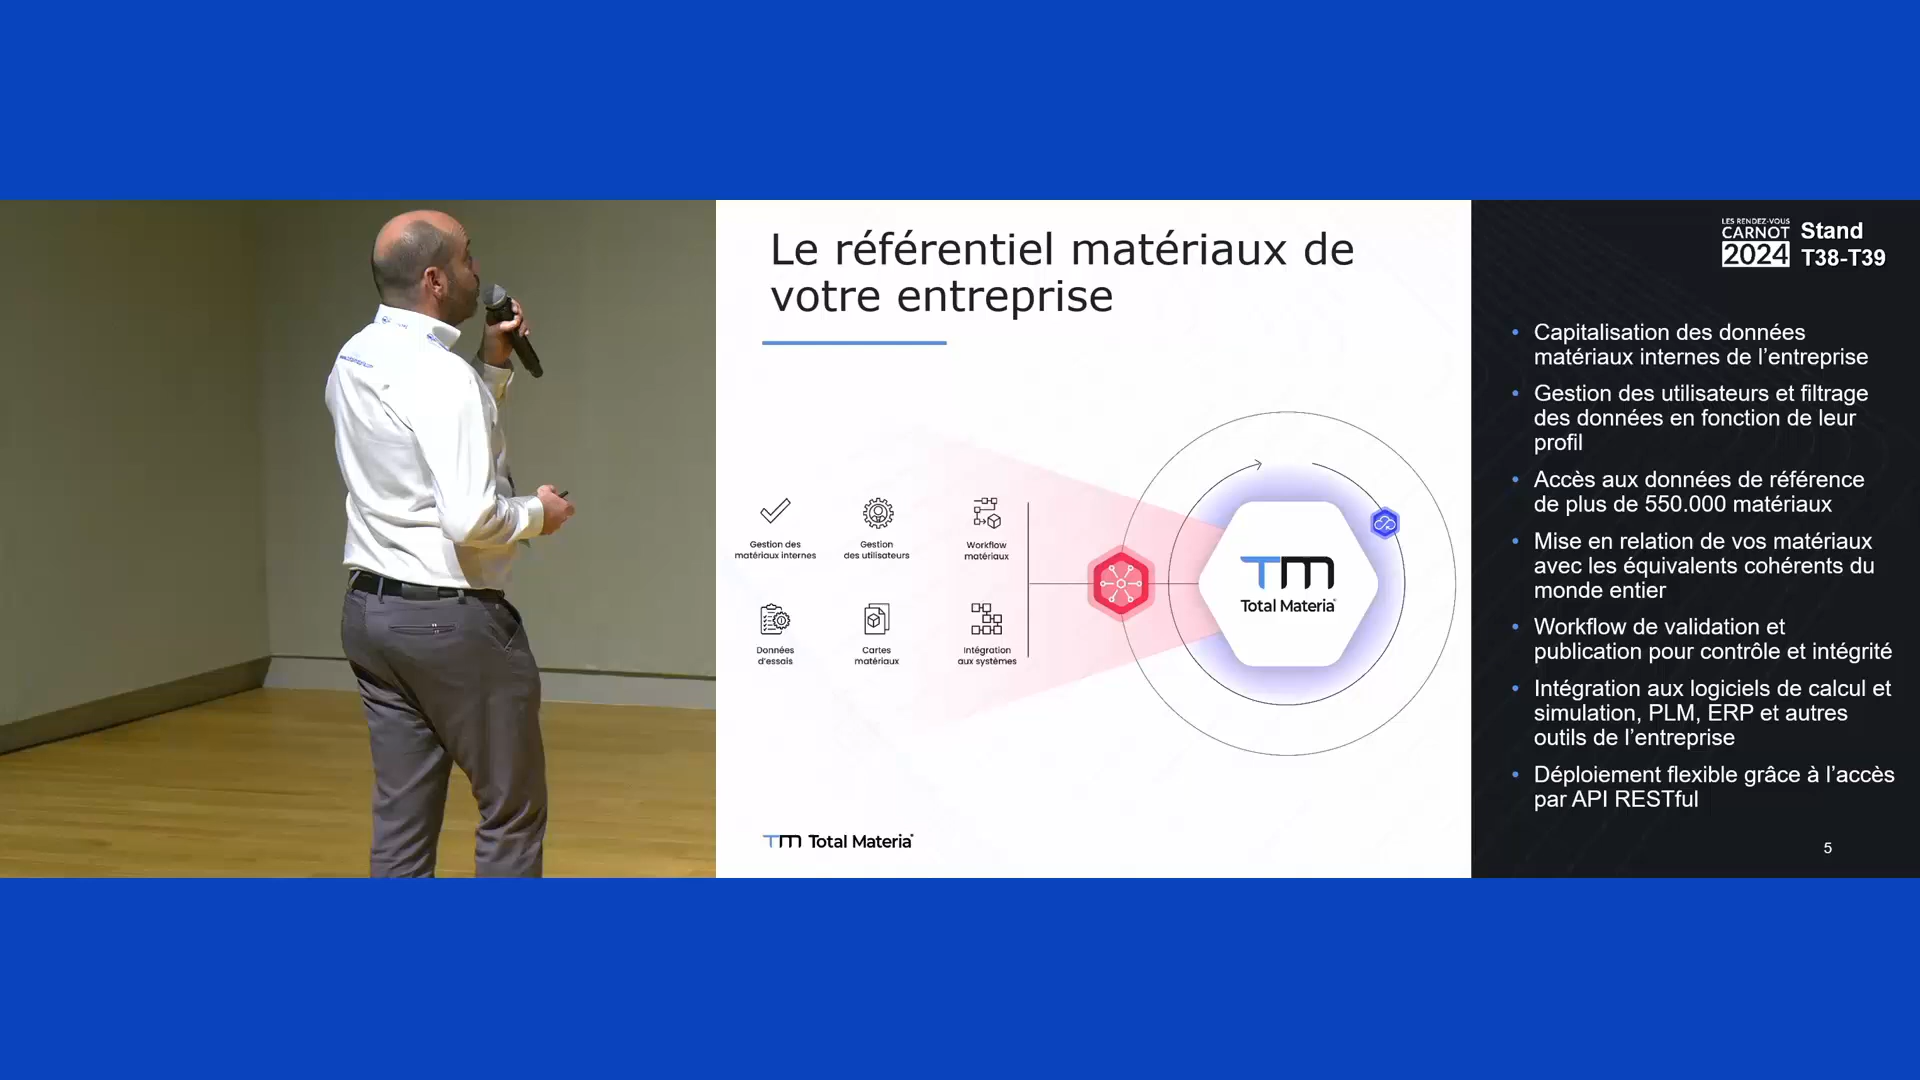 Le référentiel matériaux de
votre entreprise
Gestion des
matériaux internes
Gestion
des utilisateurs
Workflow
matériaux
Données
d'essais
Cartes
matériaux
Intégration
aux systèmes
TM
Total Materia
TM Total Materia®
LES RENDEZ-VOUS
CARNOT
2024
Stand
T38-T39
• Capitalisation des données
matériaux internes de l’entreprise
• Gestion des utilisateurs et filtrage
des données en fonction de leur
profil
• Accès aux données de référence
de plus de 550.000 matériaux
• Mise en relation de vos matériaux
avec les équivalents cohérents du
monde entier
• Workflow de validation et
publication pour contrôle et intégrité
• Intégration aux logiciels de calcul et
simulation, PLM, ERP et autres
outils de l’entreprise
• Déploiement flexible grâce à l’accès
par API RESTful
5